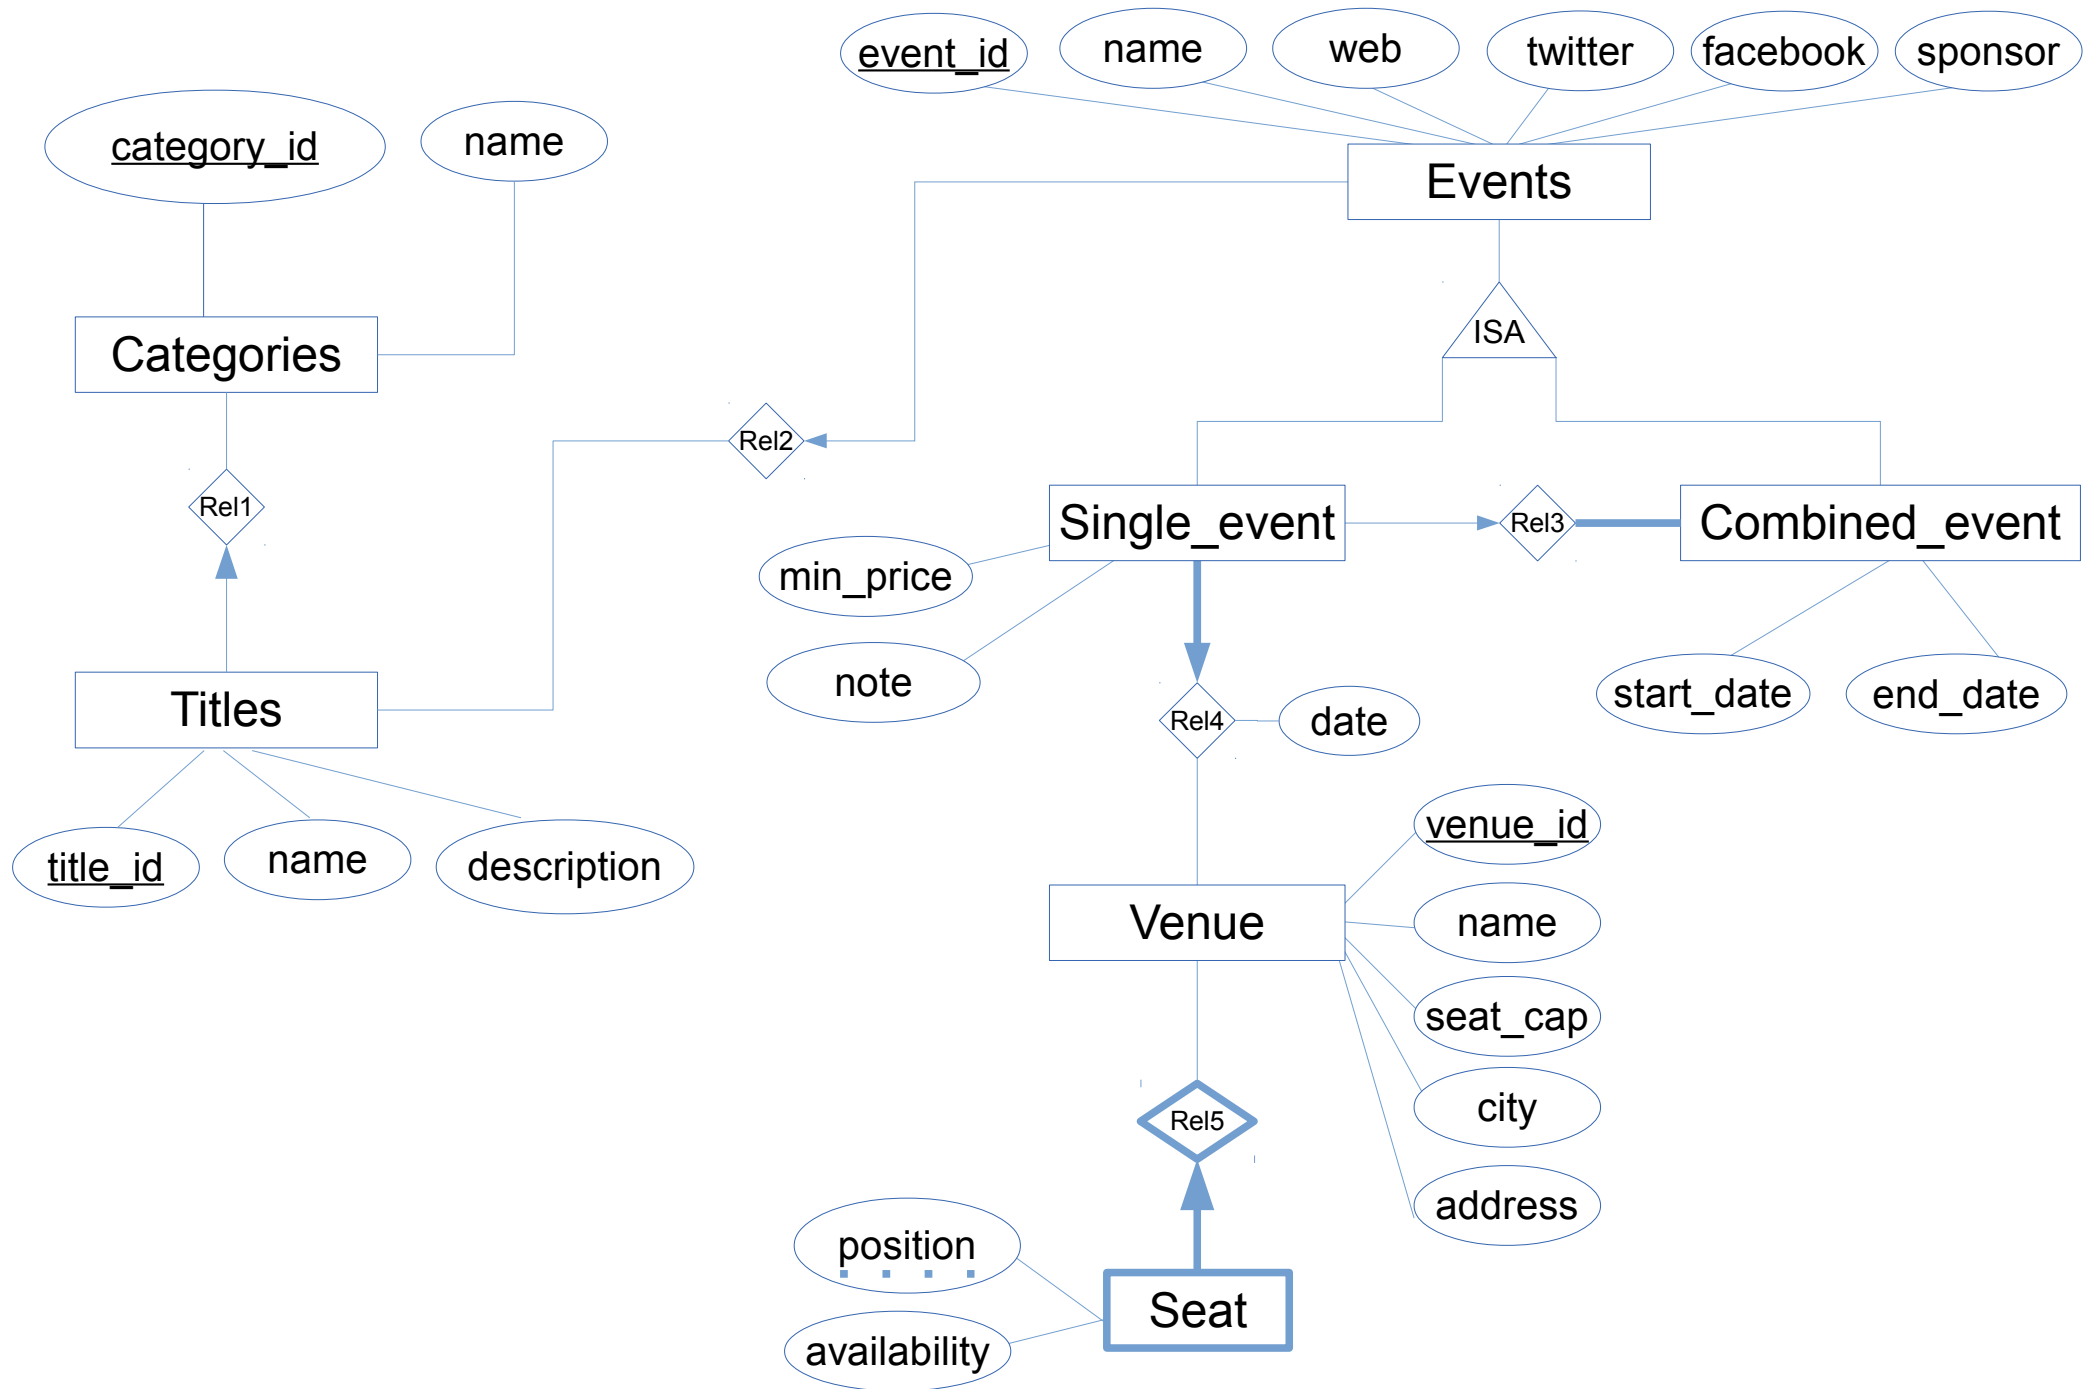 event_id
name
web
twitter
facebook
sponsor
category_id
name
Events
ISA
Categories
Rel2
Rel1
Single_event
Rel3
Combined_event
min_price
note
start_date
end_date
Titles
Rel4
date
title_id
name
description
venue_id
Venue
name
seat_cap
city
Rel5
address
position
Seat
availability